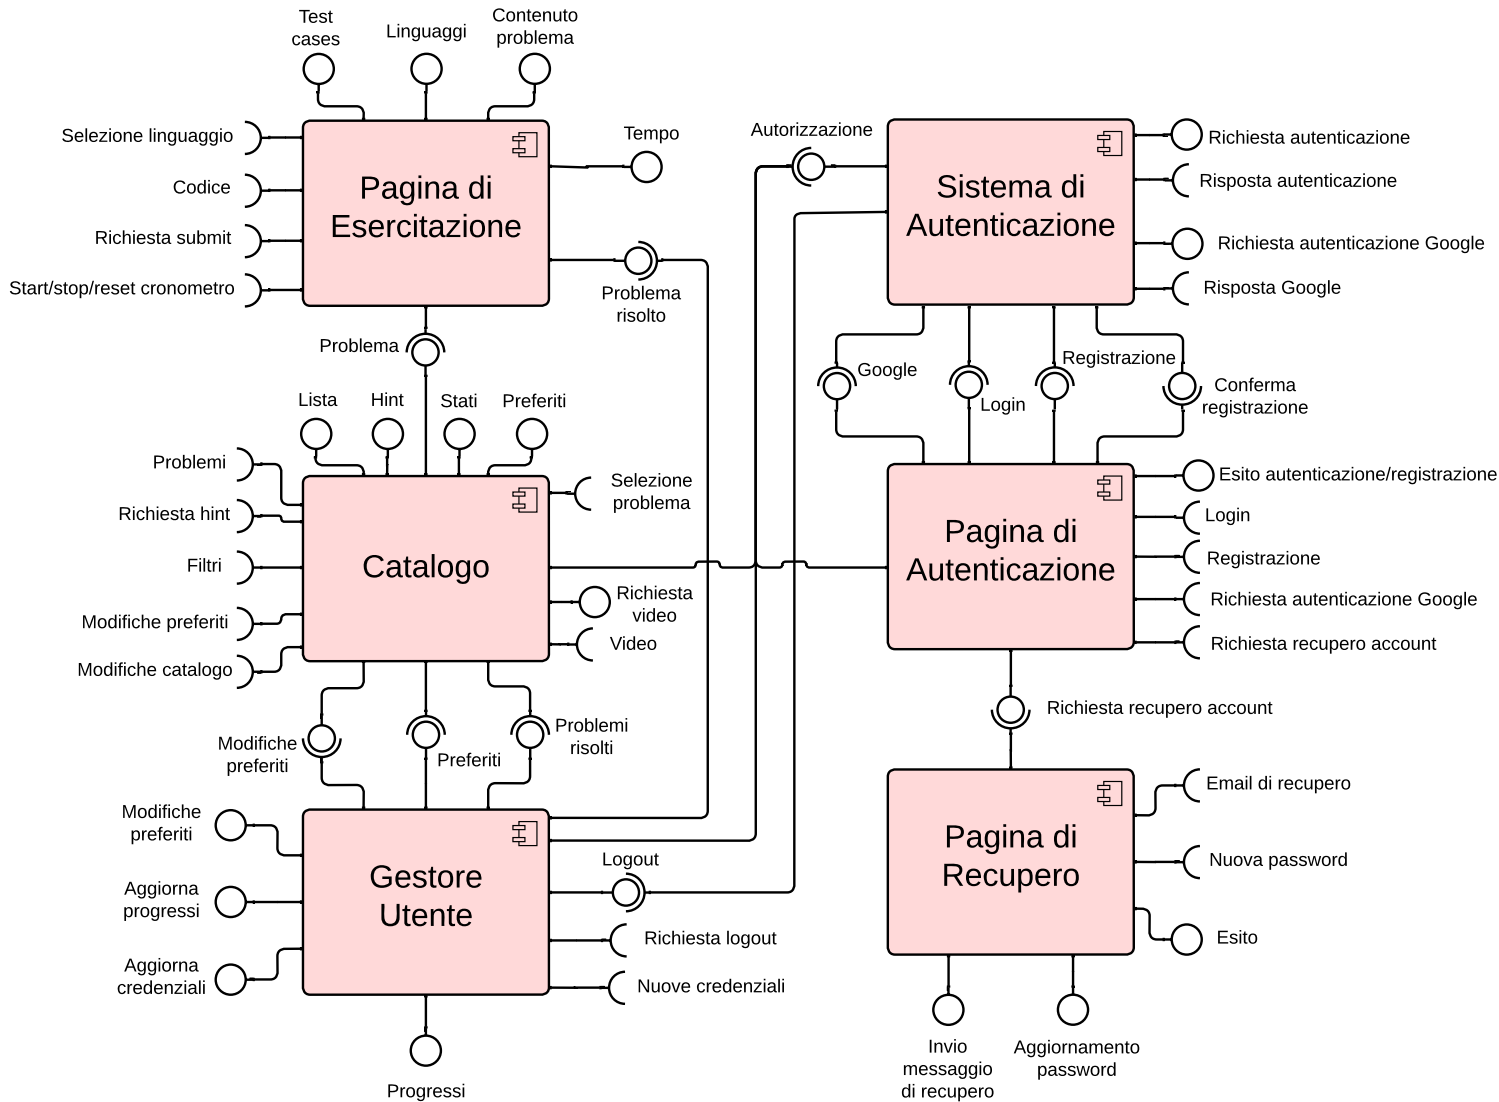 Test
cases
Linguaggi
Contenuto
problema
Selezione linguaggio
Codice
Richiesta submit
Start/stop/reset cronometro
Pagina di
Esercitazione
Tempo
Problema
risolto
Problema
Autorizzazione
Sistema di
Autenticazione
Richiesta autenticazione
Risposta autenticazione
Richiesta autenticazione Google
Risposta Google
Google
Login
Registrazione
Conferma
registrazione
Lista
Hint
Stati
Preferiti
Problemi
Richiesta hint
Filtri
Modifiche preferiti
Modifiche catalogo
Catalogo
Selezione
problema
Richiesta
video
Video
Pagina di
Autenticazione
Esito autenticazione/registrazione
Login
Registrazione
Richiesta autenticazione Google
Richiesta recupero account
Modifiche
preferiti
Preferiti
Problemi
risolti
Richiesta recupero account
Modifiche
preferiti
Aggiorna
progressi
Aggiorna
credenziali
Gestore
Utente
Logout
Richiesta logout
Nuove credenziali
Progressi
Pagina di
Recupero
Email di recupero
Nuova password
Esito
Invio
messaggio
di recupero
Aggiornamento
password